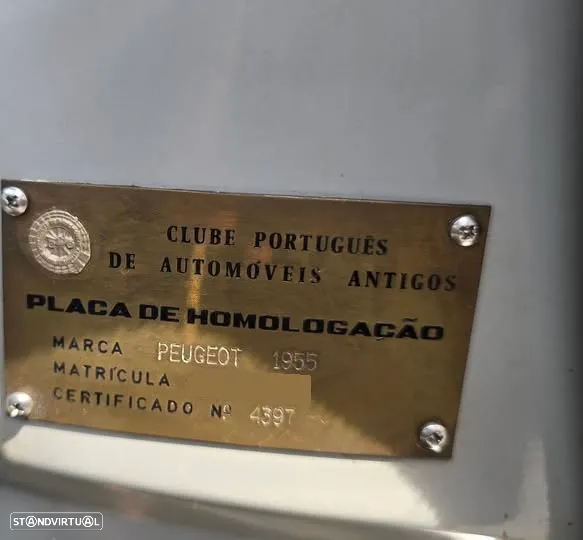 CLUBE PORTUGUÊS
DE AUTOMÓVEIS ANTIGOS
PLACA DE HOMOLOGAÇÃO
MARCA PEUGEOT 1955
MATRÍCULA
CERTIFICADO Nº 4397
STANDVIRTUAL